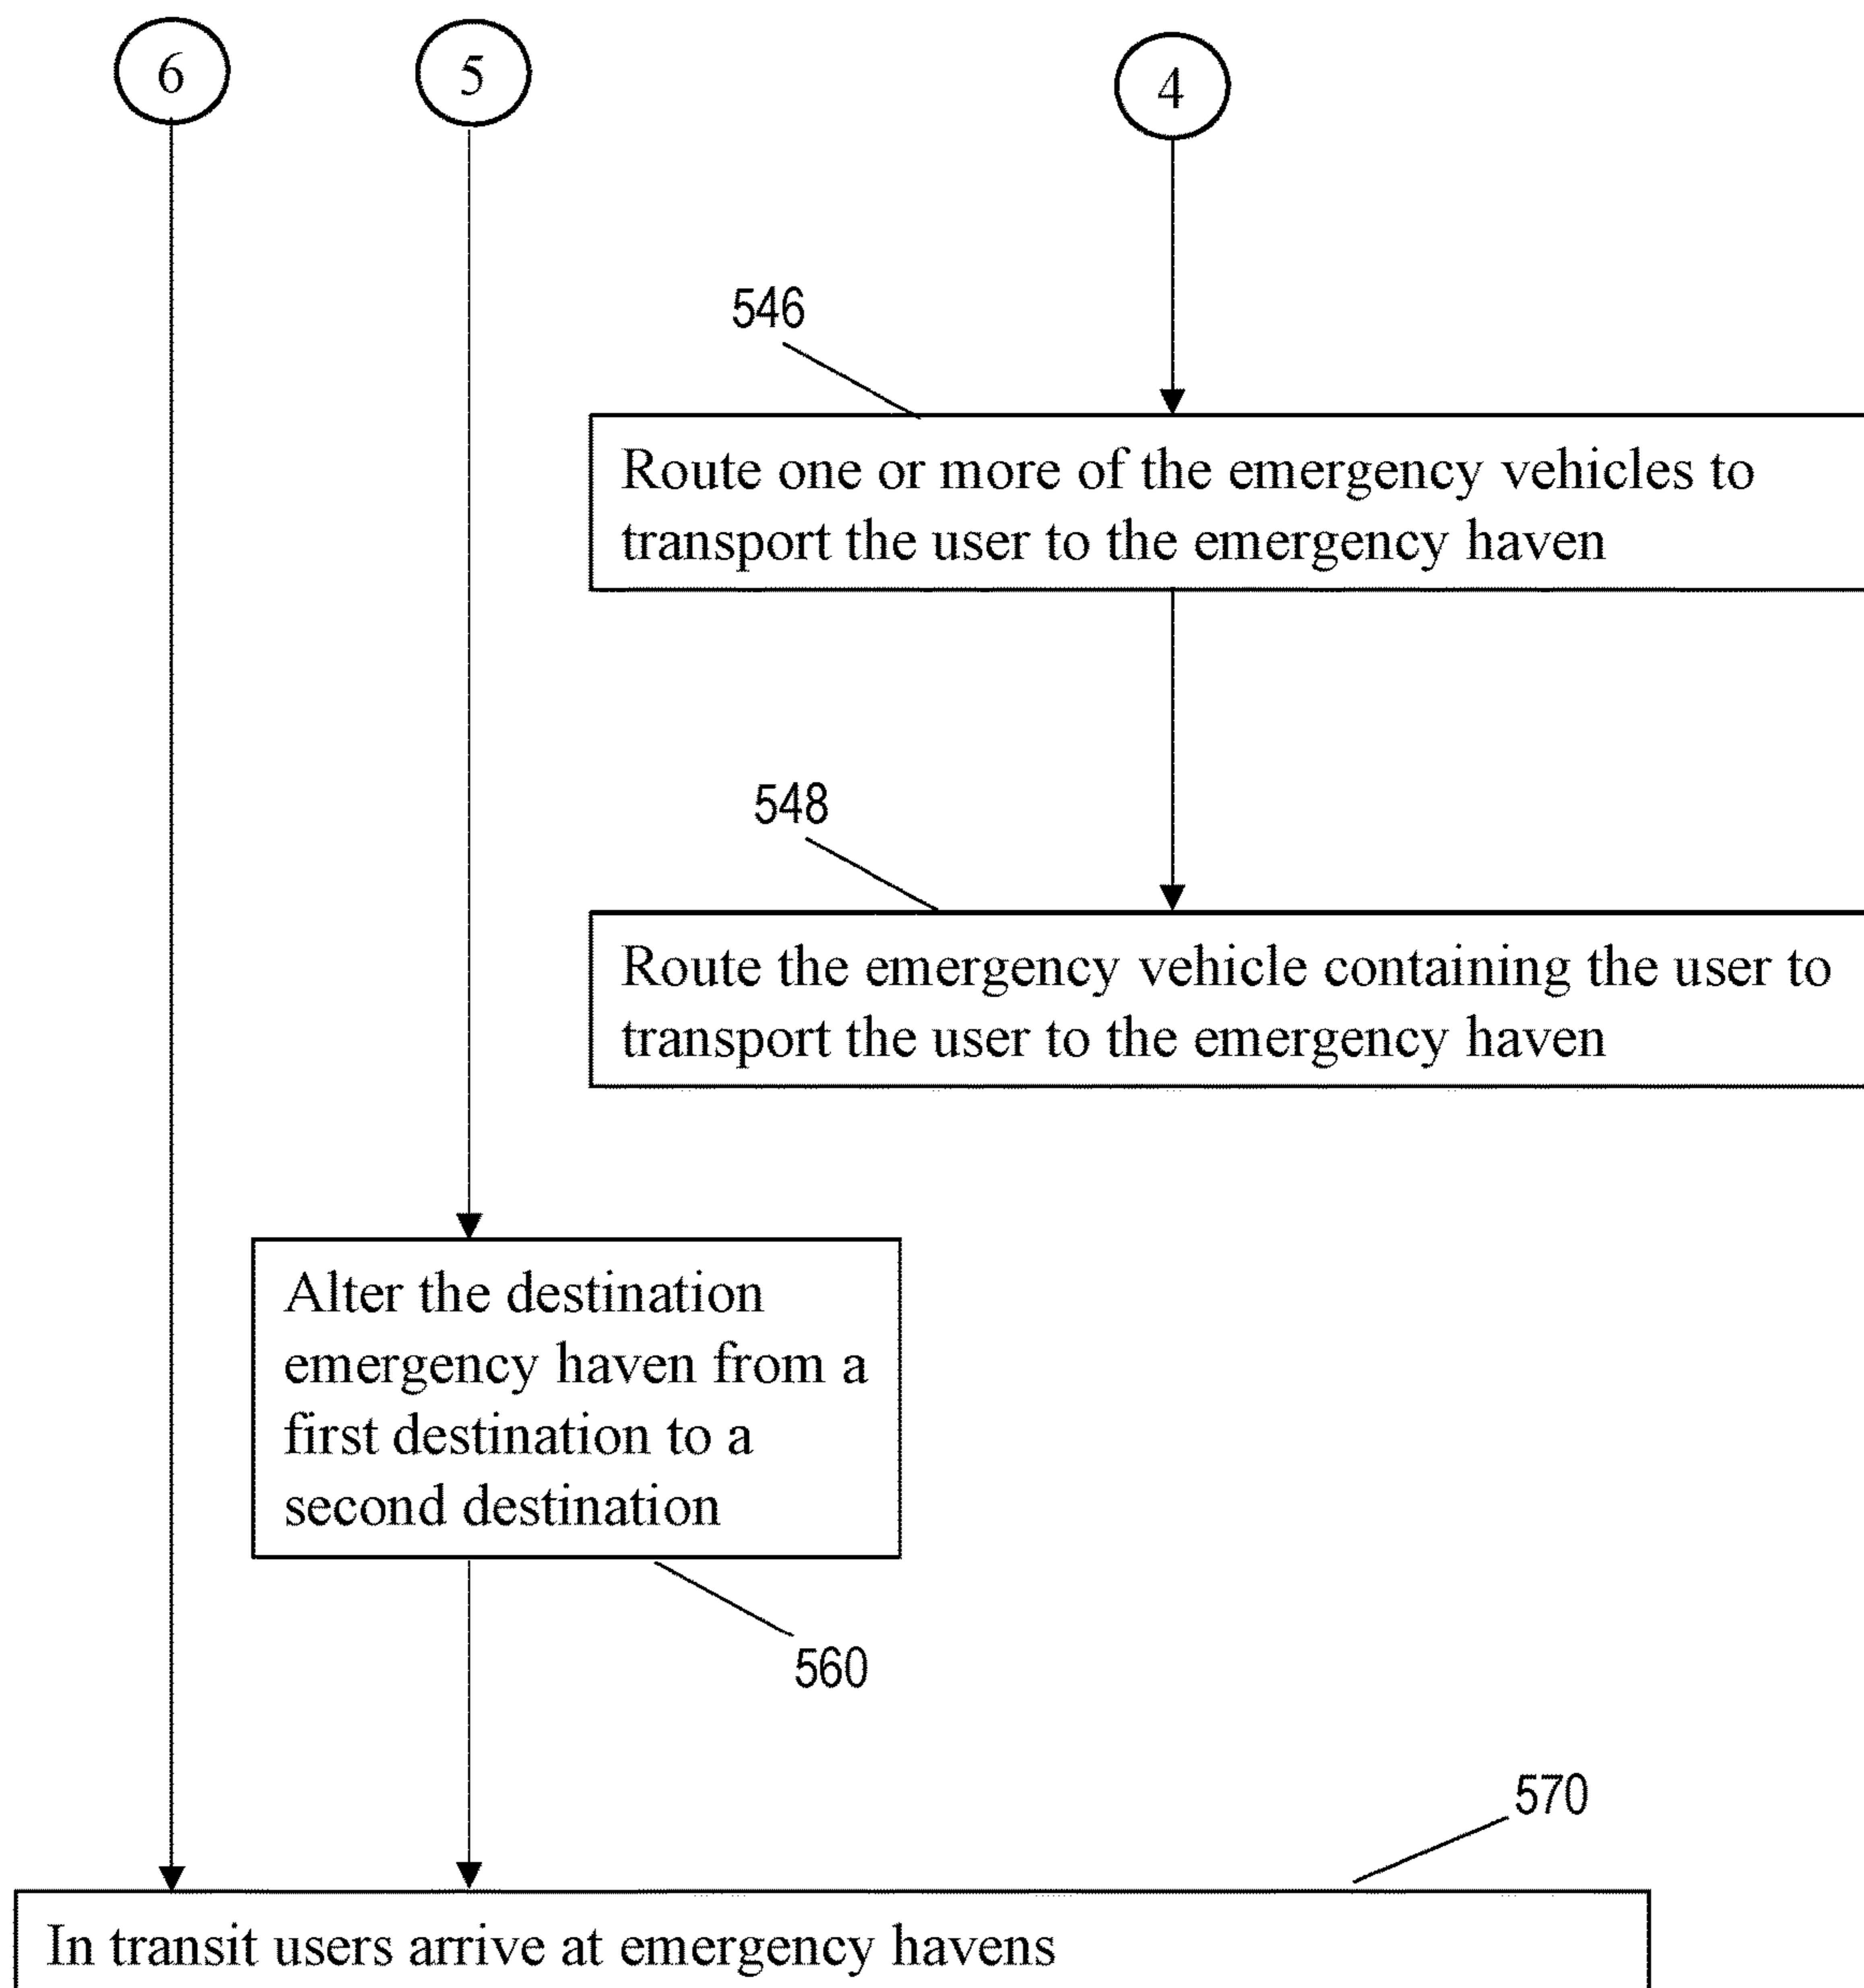 6
5
4
546
Route one or more of the emergency vehicles to
transport the user to the emergency haven
548
Route the emergency vehicle containing the user to
transport the user to the emergency haven
Alter the destination
emergency haven from a
first destination to a
second destination
560
570
In transit users arrive at emergency havens